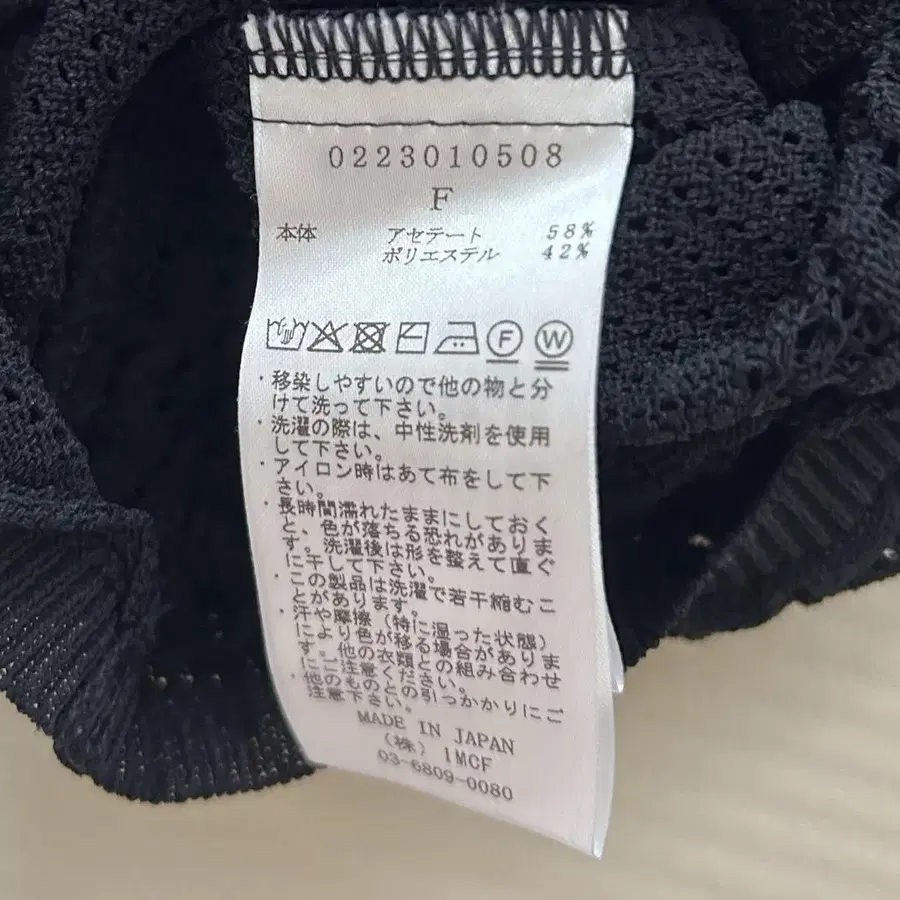 0223010508
F
本体 アセテート 58%
ポリエステル 42%
F W
・移染しやすいので他の物と分
けて洗って下さい。
・洗濯の際は、中性洗剤を使用
して下さい。
・アイロン時はあて布をして下
さい。
・長時間濡れたままにしておく
と、色が落ちる恐れがありま
す。洗濯後は形を整えて直ぐ
に干して下さい。
・この製品は洗濯で若干縮むこ
とがあります。
・汗や摩擦（特に湿った状態）
により色が移る場合がありま
す。他の衣類との組み合わせ
にご注意ください。
・他のものとの引っかかりにご
注意下さい。
MADE IN JAPAN
（株）IMCF
03-6809-0080